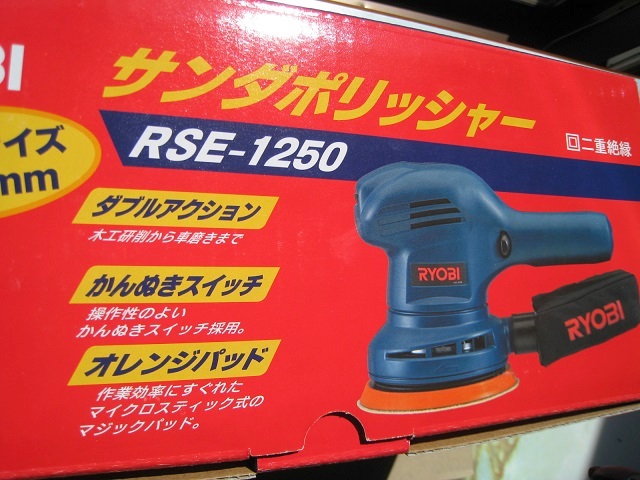 BI
サンダポリッシャー
RSE-1250
回二重絶縁
イズ
mm
ダブルアクション
木工研削から車磨きまで
かんぬきスイッチ
操作性のよい
かんぬきスイッチ採用。
オレンジパッド
作業効率にすぐれた
マイクロスティック式の
マジックパッド。
RYOBI
RYOBI